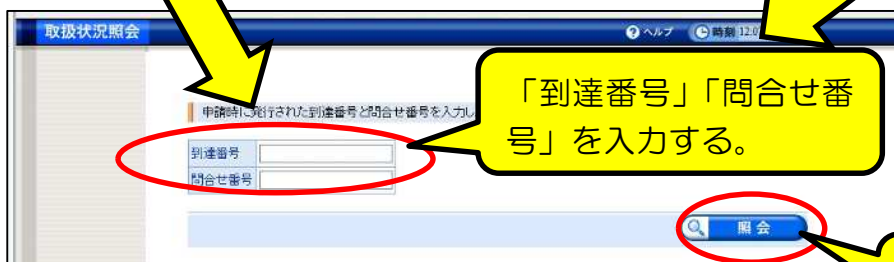 取扱状況照会
ヘルプ
時刻 12:0
申請時に発行された到達番号と問合せ番号を入力し
「到達番号」「問合せ番
号」を入力する。
到達番号
問合せ番号
照会